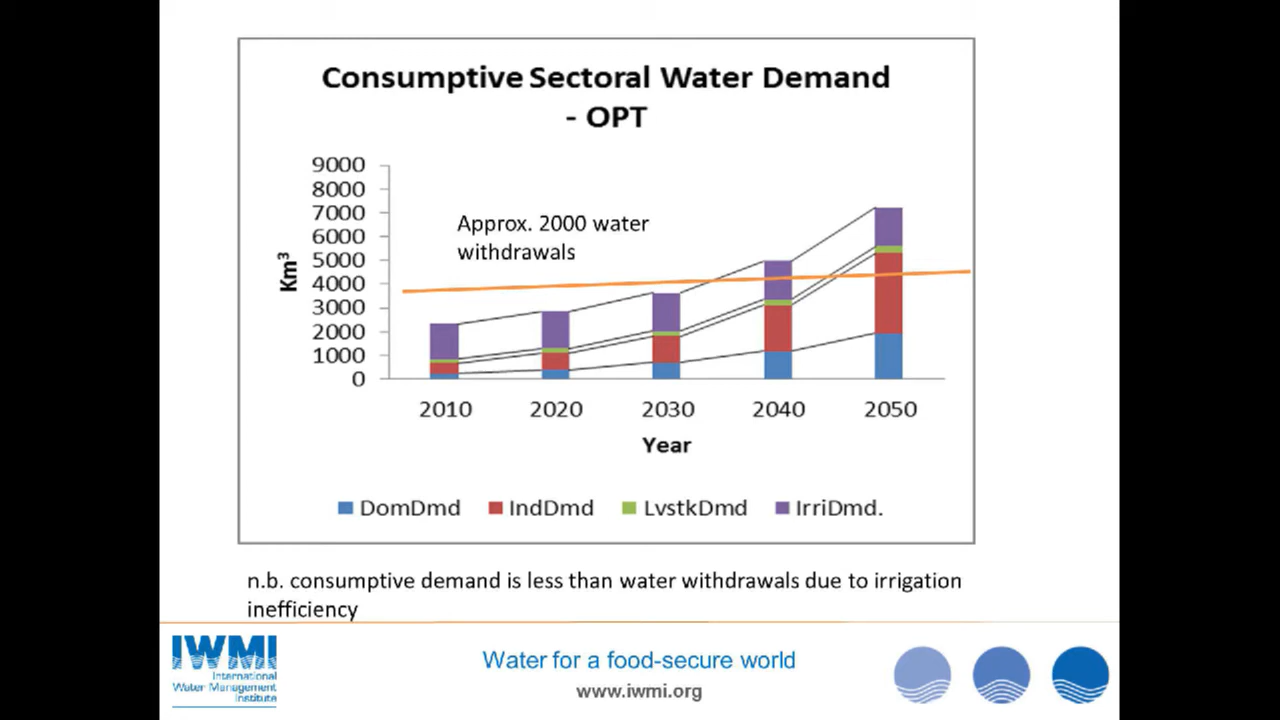 Consumptive Sectoral Water Demand
- OPT
9000
8000
7000
6000
5000
4000
3000
2000
1000
0
Km³
Approx. 2000 water
withdrawals
2010 2020 2030 2040 2050
Year
DomDmd IndDmd LvstkDmd IrriDmd.
n.b. consumptive demand is less than water withdrawals due to irrigation
inefficiency
IWMI
International
Water Management
Institute
Water for a food-secure world
www.iwmi.org